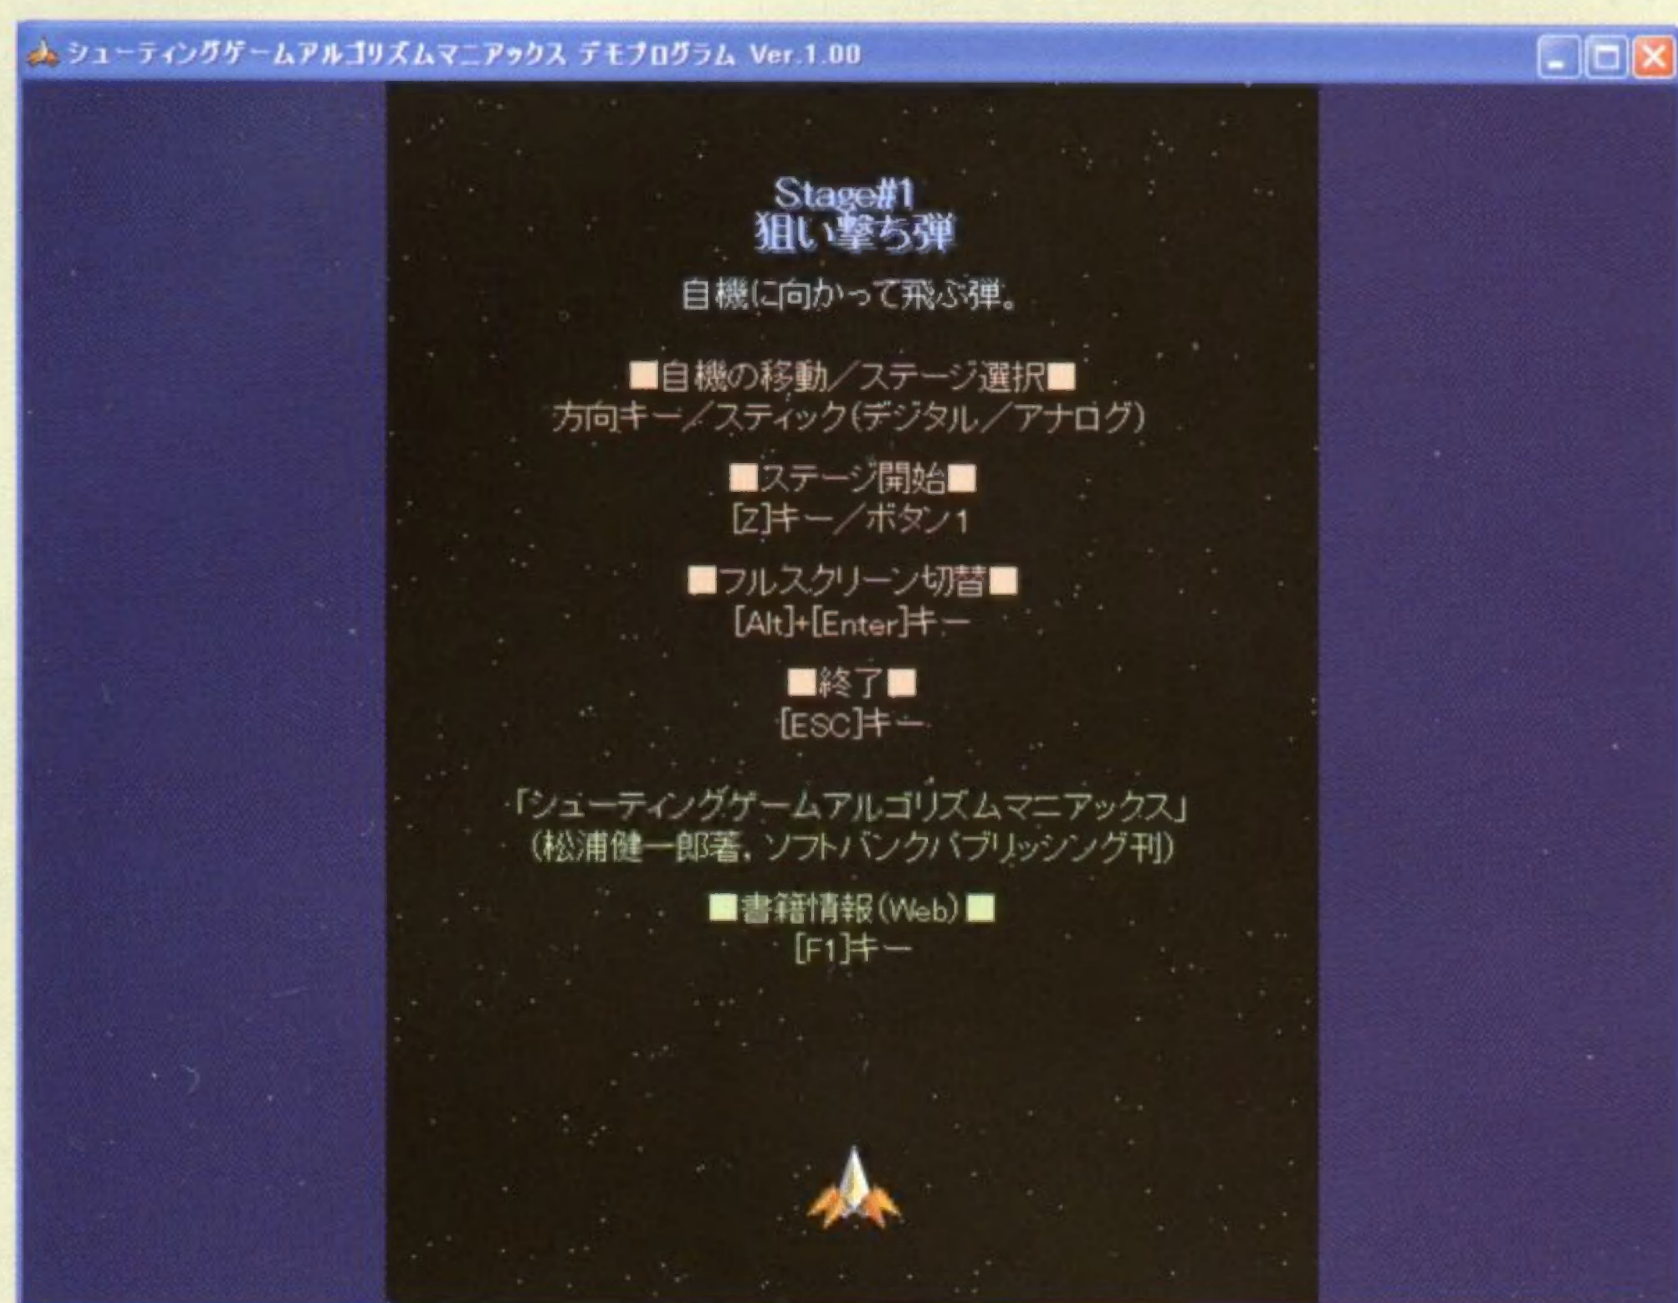 シューティングゲームアルゴリズムマニアックス デモプログラム Ver.1.00
Stage#1
狙い撃ち弾
自機に向かって飛ぶ弾。
■自機の移動／ステージ選択■
方向キー／スティック(デジタル／アナログ)
■ステージ開始■
[Z]キー／ボタン1
■フルスクリーン切替■
[Alt]+[Enter]キー
■終了■
[ESC]キー
「シューティングゲームアルゴリズムマニアックス」
(松浦健一郎著, ソフトバンクパブリッシング刊)
■書籍情報(Web)■
[F1]キー